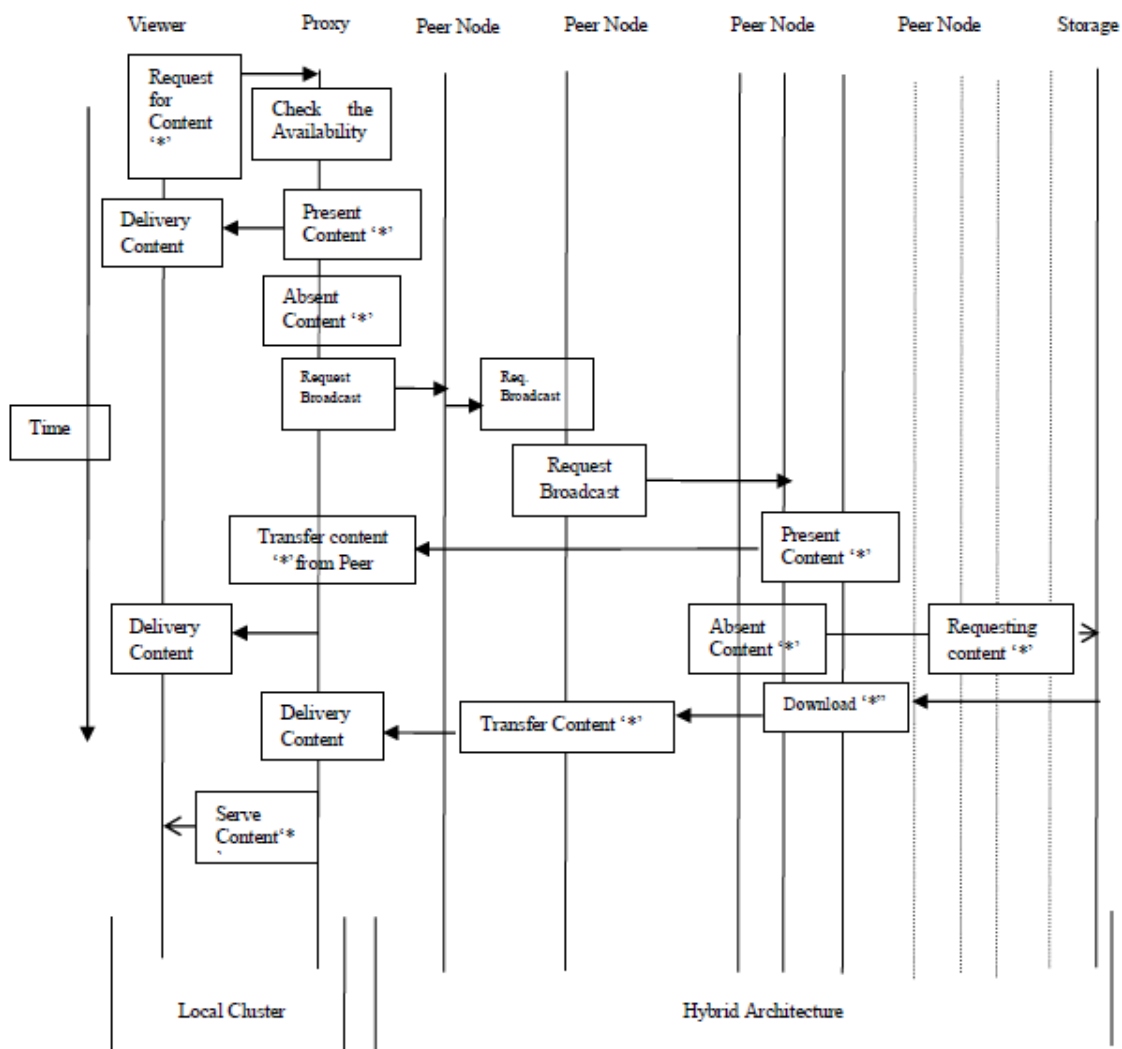 Viewer
Proxy
Peer Node
Peer Node
Peer Node
Peer Node
Storage
Request
for
Content
‘*’
Check the
Availability
Delivery
Content
Present
Content ‘*’
Absent
Content ‘*’
Request
Broadcast
Req.
Broadcast
Time
Request
Broadcast
Transfer content
‘*’from Peer
Present
Content ‘*’
Delivery
Content
Absent
Content ‘*’
Requesting
content ‘*’
Delivery
Content
Transfer Content ‘*’
Download ‘*”
Serve
Content‘*
‘
Local Cluster
Hybrid Architecture